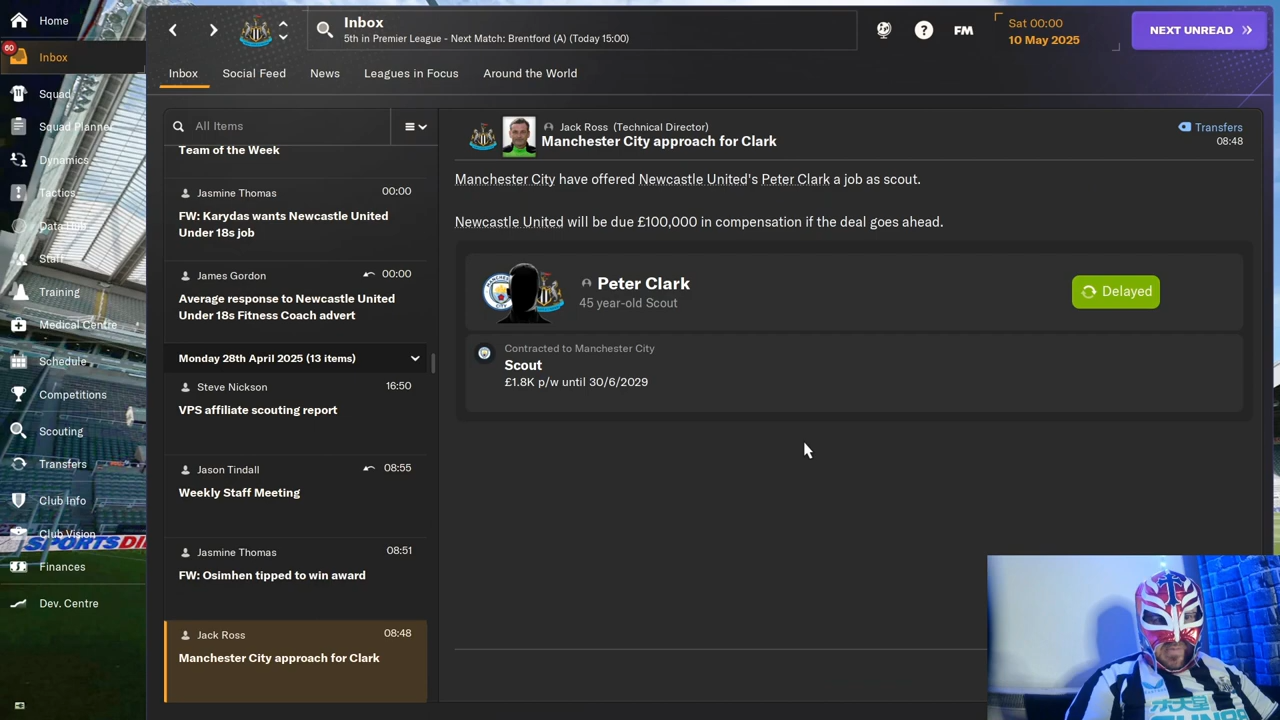 Home
60
Inbox
Squad
Squad Planner
Dynamics
Tactics
Data Hub
Staff
Training
Medical Centre
Schedule
Competitions
Scouting
Transfers
Club Info
Club Vision
SPORTSDI
Finances
Dev. Centre
Inbox
5th in Premier League - Next Match: Brentford (A) (Today 15:00)
?
FM
Sat 00:00
10 May 2025
NEXT UNREAD
Inbox
Social Feed
News
Leagues in Focus
Around the World
All Items
Team of the Week
Jasmine Thomas 00:00
FW: Karydas wants Newcastle United
Under 18s job
James Gordon 00:00
Average response to Newcastle United
Under 18s Fitness Coach advert
Monday 28th April 2025 (13 items)
Steve Nickson 16:50
VPS affiliate scouting report
Jason Tindall 08:55
Weekly Staff Meeting
Jasmine Thomas 08:51
FW: Osimhen tipped to win award
Jack Ross 08:48
Manchester City approach for Clark
Jack Ross (Technical Director)
Manchester City approach for Clark
Transfers
08:48
Manchester City have offered Newcastle United's Peter Clark a job as scout.
Newcastle United will be due £100,000 in compensation if the deal goes ahead.
Peter Clark
45 year-old Scout
Delayed
Contracted to Manchester City
Scout
£1.8K p/w until 30/6/2029